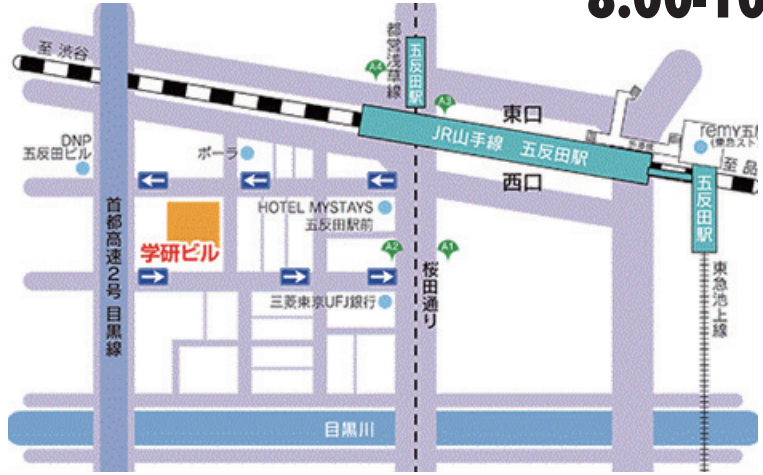 8:00-10
至 渋谷
都営浅草線
五反田駅
A4
A3
東口
JR山手線 五反田駅
西口
remy五
(東急スト
至 品
五反田駅
東急池上線
DNP
五反田ビル
ポーラ
HOTEL MYSTAYS
五反田駅前
首都高速2号 目黒線
学研ビル
A2
A1
桜田通り
三菱東京UFJ銀行
目黒川